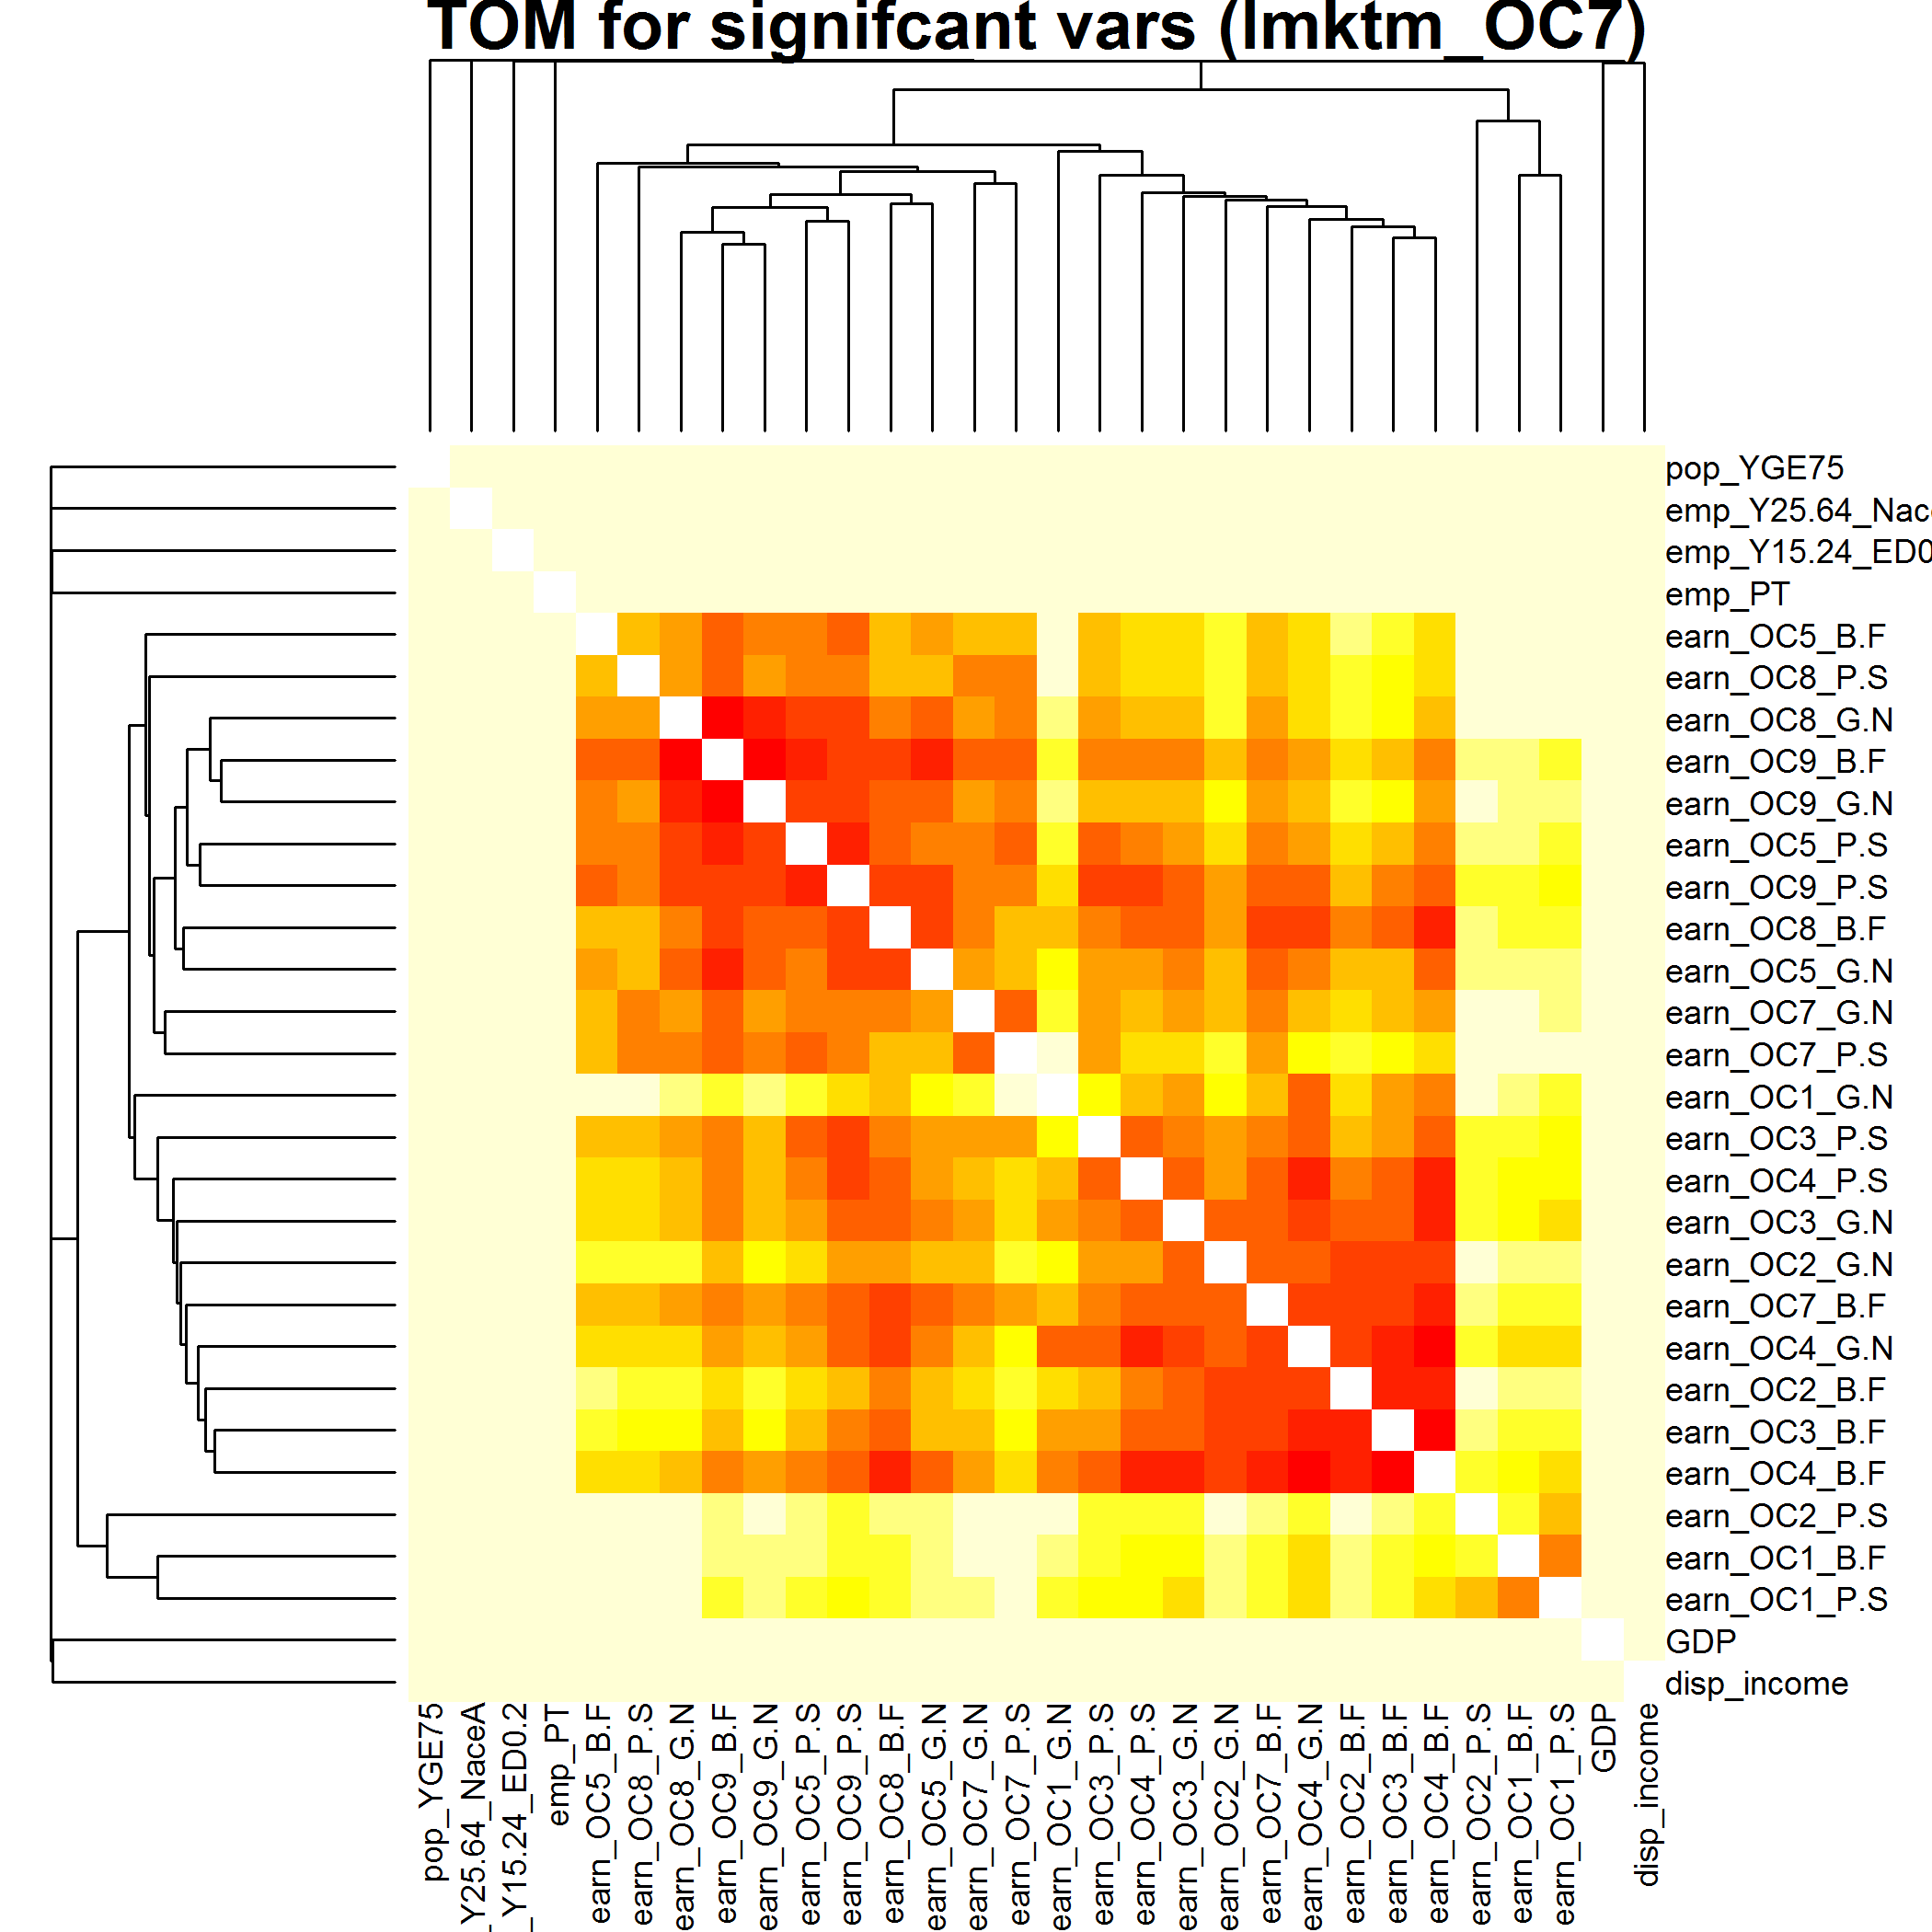 TOM for signifcant vars (lmktm_OC7)
pop_YGE75
emp_Y25.64_Nac
emp_Y15.24_ED0
emp_PT
earn_OC5_B.F
earn_OC8_P.S
earn_OC8_G.N
earn_OC9_B.F
earn_OC9_G.N
earn_OC5_P.S
earn_OC9_P.S
earn_OC8_B.F
earn_OC5_G.N
earn_OC7_G.N
earn_OC7_P.S
earn_OC1_G.N
earn_OC3_P.S
earn_OC4_P.S
earn_OC3_G.N
earn_OC2_G.N
earn_OC7_B.F
earn_OC4_G.N
earn_OC2_B.F
earn_OC3_B.F
earn_OC4_B.F
earn_OC2_P.S
earn_OC1_B.F
earn_OC1_P.S
GDP
disp_income
pop_YGE75
_Y25.64_NaceA
_Y15.24_ED0.2
emp_PT
earn_OC5_B.F
earn_OC8_P.S
earn_OC8_G.N
earn_OC9_B.F
earn_OC9_G.N
earn_OC5_P.S
earn_OC9_P.S
earn_OC8_B.F
earn_OC5_G.N
earn_OC7_G.N
earn_OC7_P.S
earn_OC1_G.N
earn_OC3_P.S
earn_OC4_P.S
earn_OC3_G.N
earn_OC2_G.N
earn_OC7_B.F
earn_OC4_G.N
earn_OC2_B.F
earn_OC3_B.F
earn_OC4_B.F
earn_OC2_P.S
earn_OC1_B.F
earn_OC1_P.S
GDP
disp_income